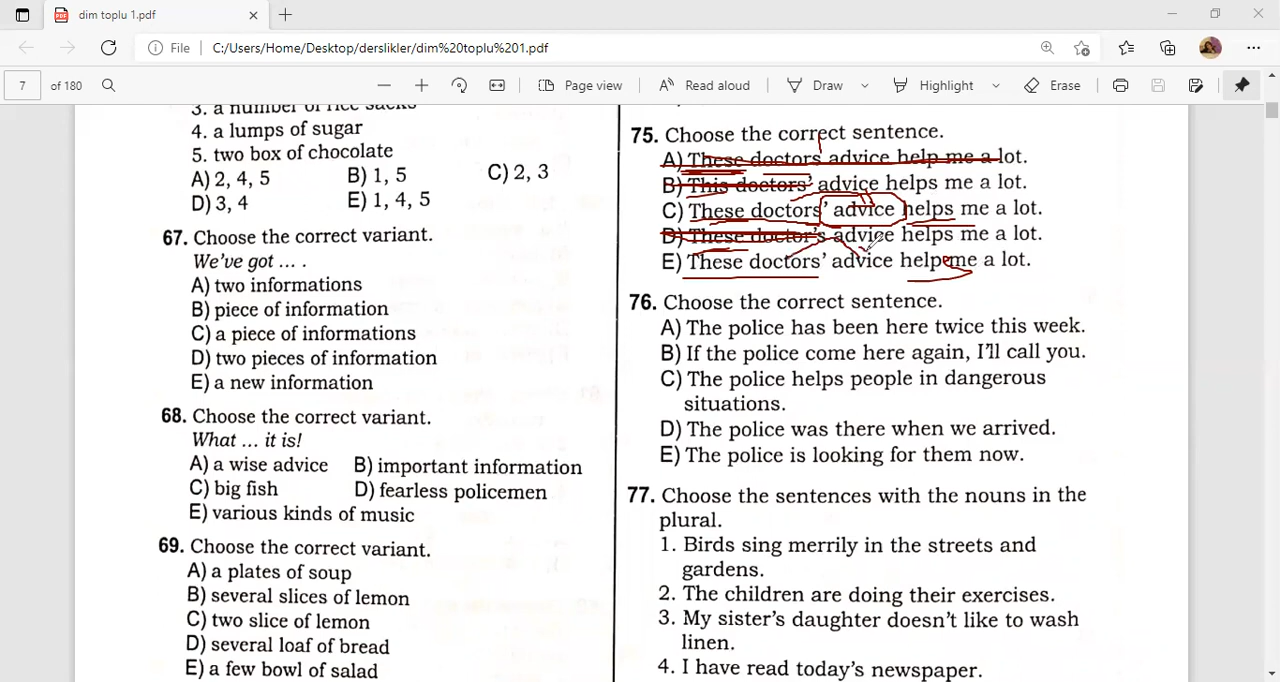 dim toplu 1.pdf
File C:/Users/Home/Desktop/derslikler/dim%20toplu%201.pdf
7 of 180 Page view Read aloud Draw Highlight Erase
3. a number of rice sacks
4. a lumps of sugar
5. two box of chocolate
A) 2, 4, 5 B) 1, 5 C) 2, 3
D) 3, 4 E) 1, 4, 5
67. Choose the correct variant.
We've got ... .
A) two informations
B) piece of information
C) a piece of informations
D) two pieces of information
E) a new information
68. Choose the correct variant.
What ... it is!
A) a wise advice B) important information
C) big fish D) fearless policemen
E) various kinds of music
69. Choose the correct variant.
A) a plates of soup
B) several slices of lemon
C) two slice of lemon
D) several loaf of bread
E) a few bowl of salad
75. Choose the correct sentence.
A) These doctors advice help me a lot.
B) This doctors' advice helps me a lot.
C) These doctors' advice helps me a lot.
D) These doctor's advice helps me a lot.
E) These doctors' advice help me a lot.
76. Choose the correct sentence.
A) The police has been here twice this week.
B) If the police come here again, I'll call you.
C) The police helps people in dangerous
situations.
D) The police was there when we arrived.
E) The police is looking for them now.
77. Choose the sentences with the nouns in the
plural.
1. Birds sing merrily in the streets and
gardens.
2. The children are doing their exercises.
3. My sister's daughter doesn't like to wash
linen.
4. I have read today's newspaper.